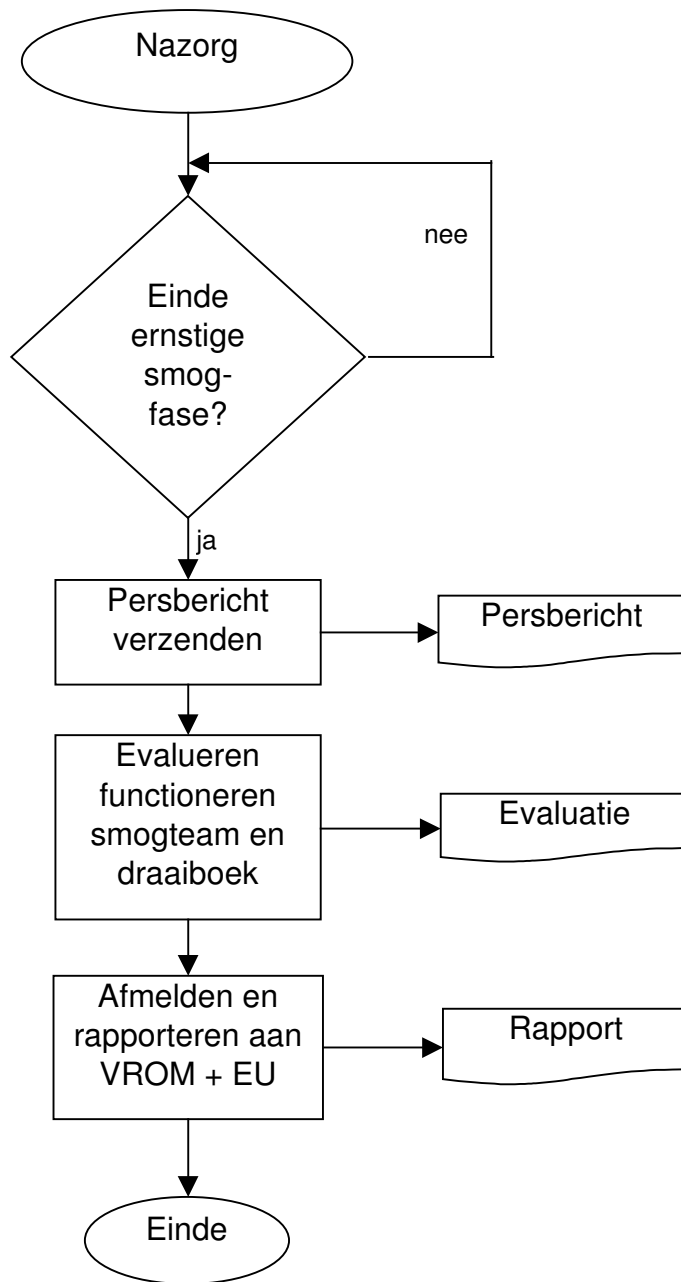 Nazorg
nee
Einde
ernstige
smog-
fase?
ja
Persbericht
verzenden
Persbericht
Evalueren
functioneren
smogteam en
draaiboek
Evaluatie
Afmelden en
rapporteren aan
VROM + EU
Rapport
Einde